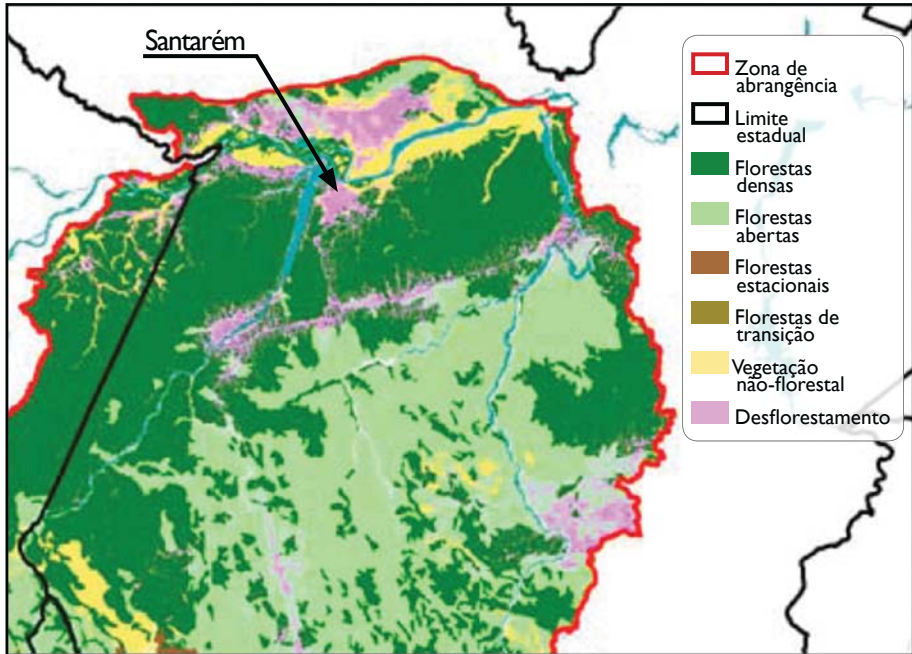 Santarém
Zona de
abrangência
Limite
estadual
Florestas
densas
Florestas
abertas
Florestas
estacionais
Florestas de
transição
Vegetação
não-florestal
Desflorestamento